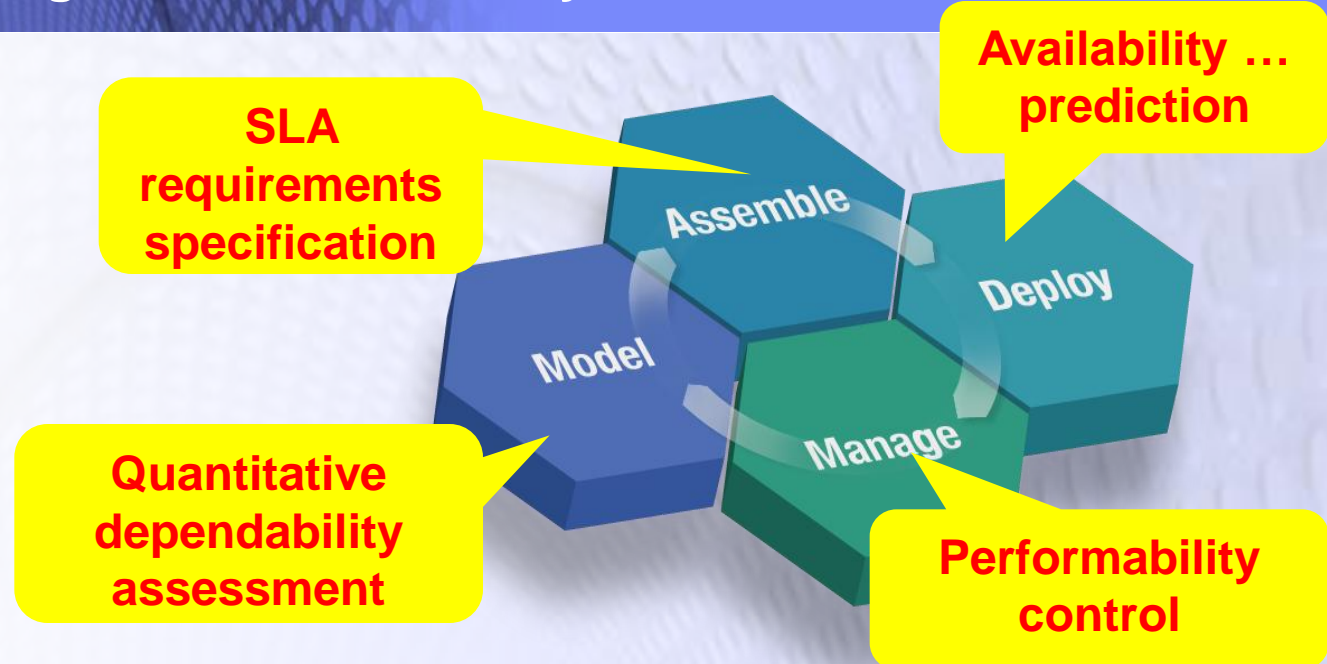 Availability …
prediction
SLA
requirements
specification
Assemble
Deploy
Model
Manage
Quantitative
dependability
assessment
Performability
control